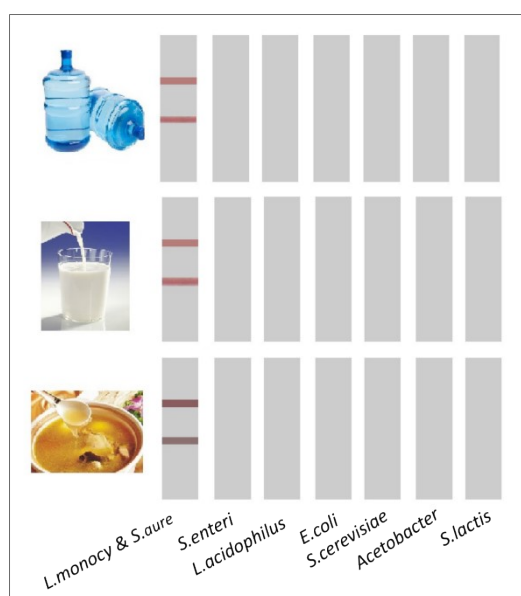 L.monocy & S.aure
S.enteri
L.acidophilus
E.coli
S.cerevisiae
Acetobacter
S.lactis